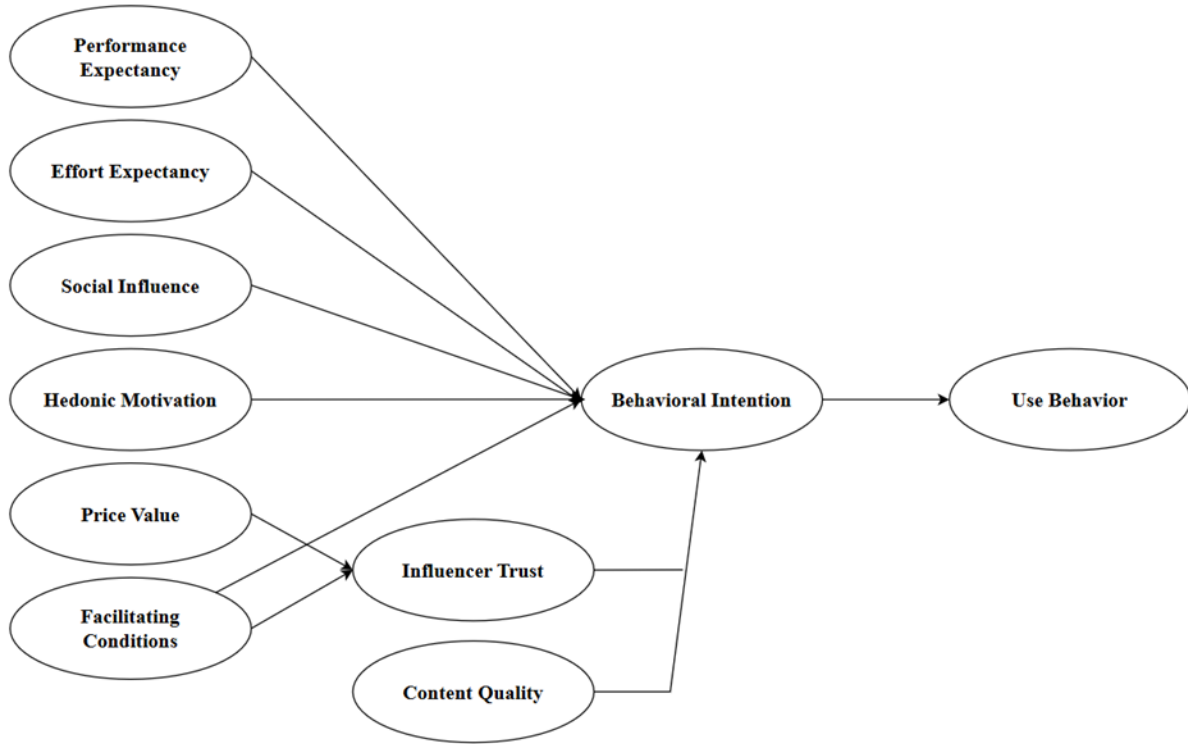 Performance
Expectancy
Effort Expectancy
Social Influence
Hedonic Motivation
Behavioral Intention
Use Behavior
Price Value
Influencer Trust
Facilitating
Conditions
Content Quality